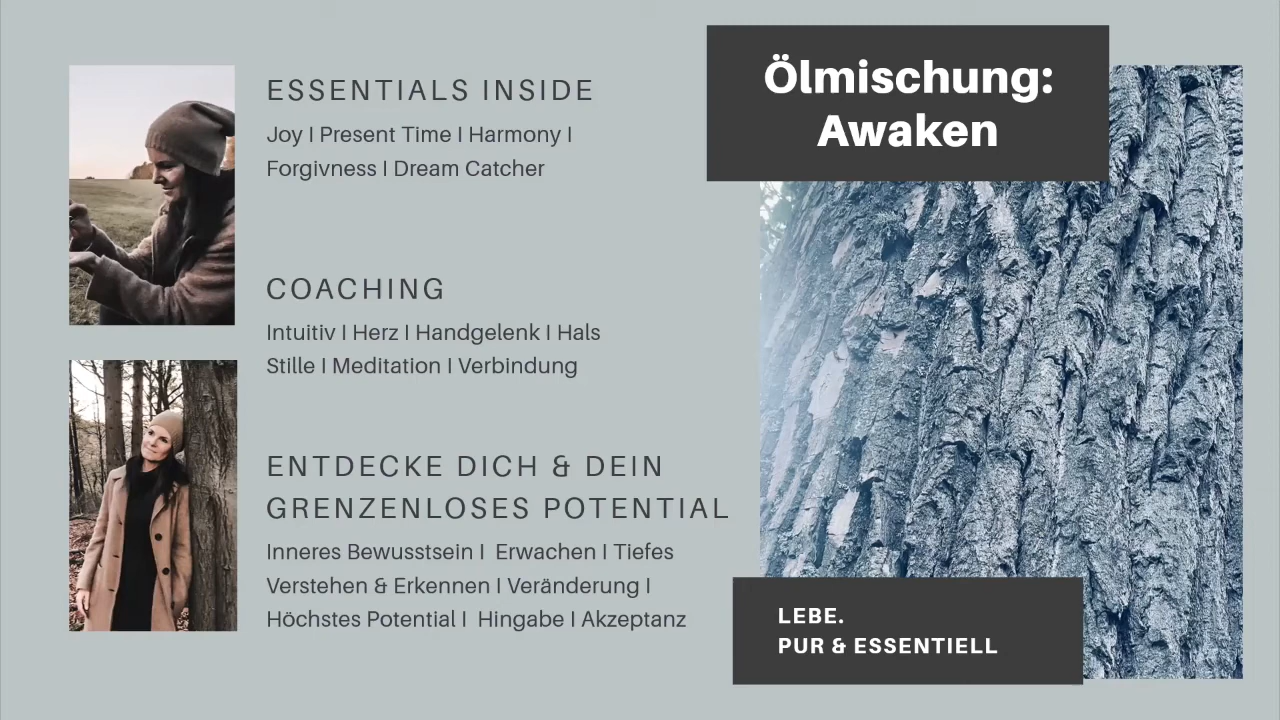 ESSENTIALS INSIDE
Joy I Present Time I Harmony I
Forgivness I Dream Catcher
COACHING
Intuitiv I Herz I Handgelenk I Hals
Stille I Meditation I Verbindung
ENTDECKE DICH & DEIN
GRENZENLOSES POTENTIAL
Inneres Bewusstsein I Erwachen I Tiefes
Verstehen & Erkennen I Veränderung I
Höchstes Potential I Hingabe I Akzeptanz
Ölmischung:
Awaken
LEBE.
PUR & ESSENTIELL